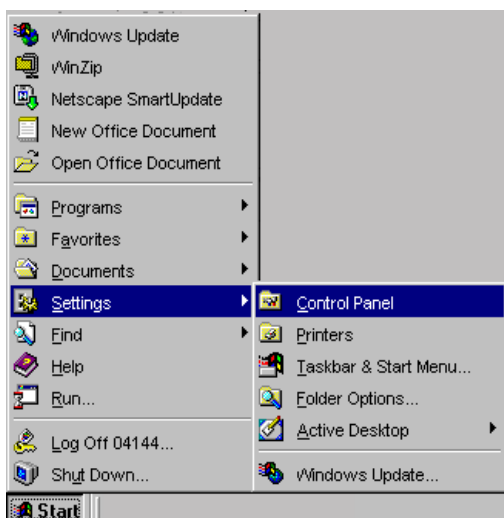 Windows Update
WinZip
Netscape SmartUpdate
New Office Document
Open Office Document
Programs
Favorites
Documents
Settings
Find
Help
Run...
Log Off 04144...
Shut Down...
Control Panel
Printers
Taskbar & Start Menu...
Folder Options...
Active Desktop
Windows Update...
Start